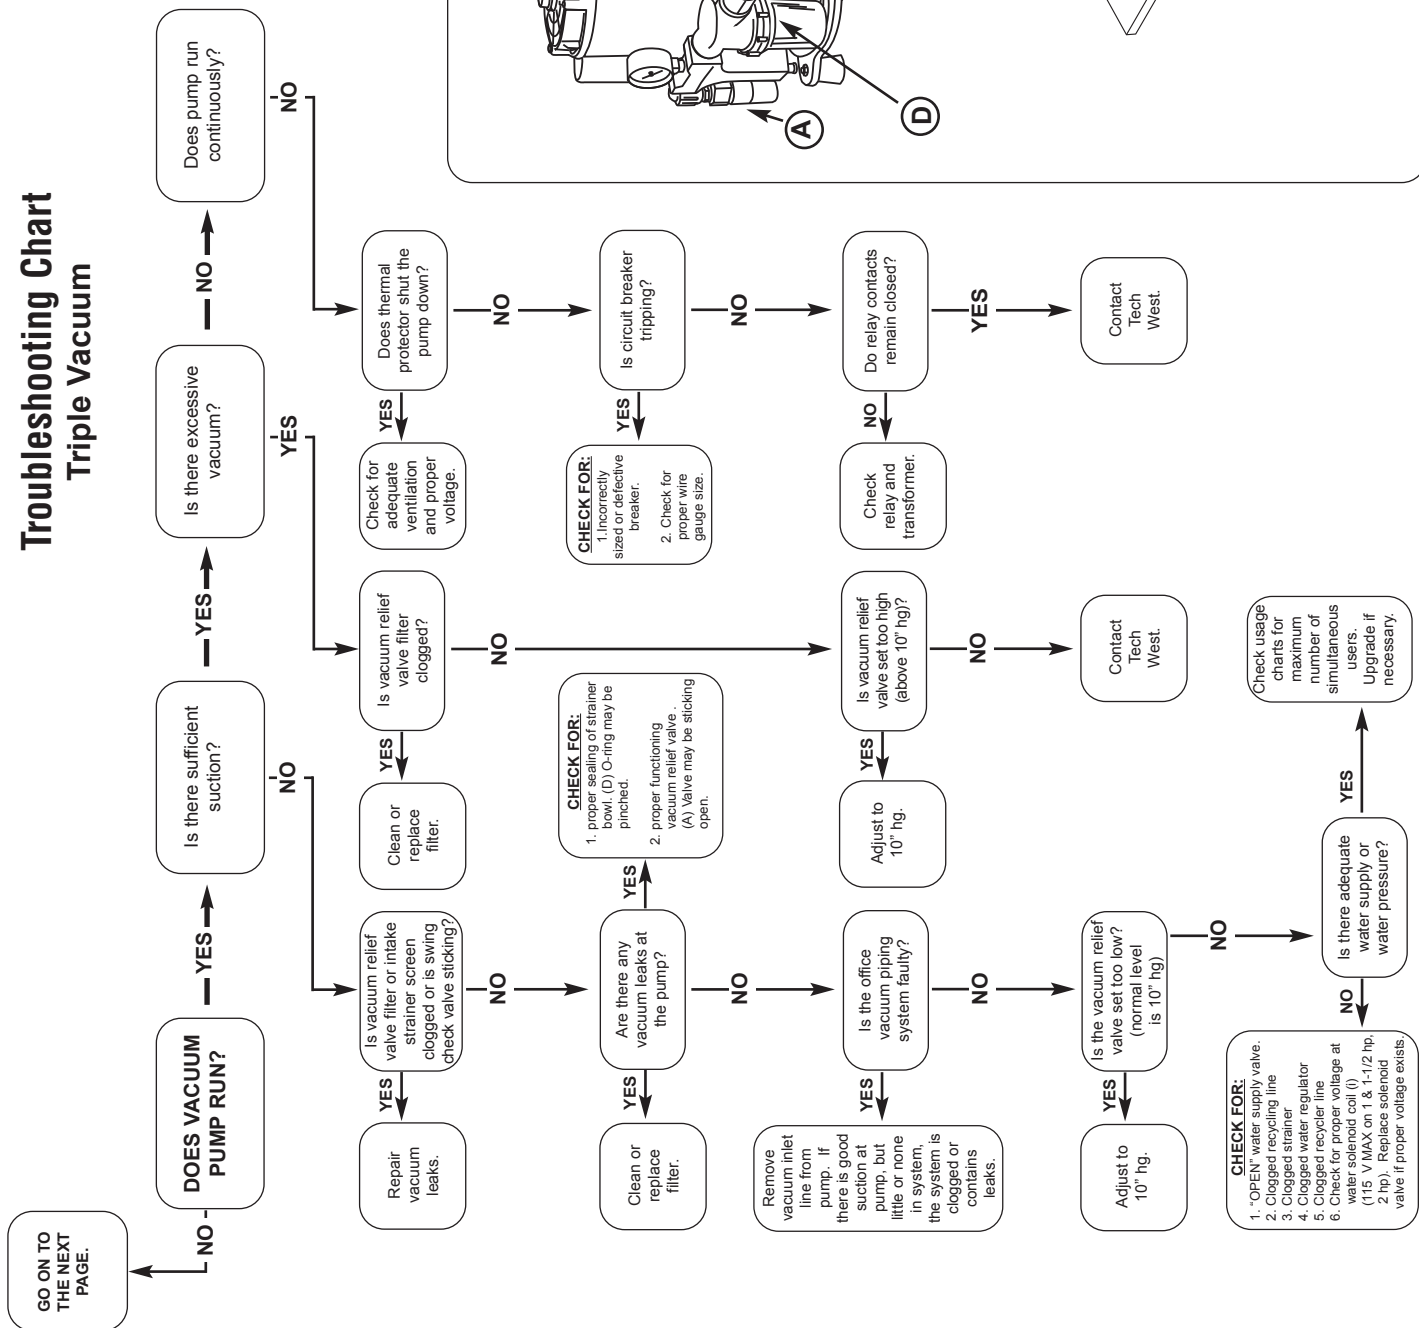 Troubleshooting Chart
Triple Vacuum
GO ON TO
THE NEXT
PAGE.
NO
DOES VACUUM
PUMP RUN?
YES
Is there sufficient
suction?
YES
Is there excessive
vacuum?
NO
Does pump run
continuously?
NO
YES
NO
Is vacuum relief
valve filter or intake
strainer screen
clogged or is swing
check valve sticking?
YES
Repair
vacuum
leaks.
NO
Are there any
vacuum leaks at
the pump?
YES
Clean or
replace
filter.
YES
CHECK FOR:
1. proper sealing of strainer
bowl. (D) O-ring may be
pinched.
2. proper functioning
vacuum relief valve .
(A) Valve may be sticking
open.
NO
Is the office
vacuum piping
system faulty?
YES
Remove
vacuum inlet
line from
pump. If
there is good
suction at
pump, but
little or none
in system,
the system is
clogged or
contains
leaks.
NO
Is the vacuum relief
valve set too low?
(normal level
is 10" hg)
YES
Adjust to
10" hg.
NO
Is there adequate
water supply or
water pressure?
NO
CHECK FOR:
1. "OPEN" water supply valve.
2. Clogged recycling line
3. Clogged strainer
4. Clogged water regulator
5. Clogged recycler line
6. Check for proper voltage at
water solenoid coil (i)
(115 V MAX on 1 & 1-1/2 hp,
2 hp). Replace solenoid
valve if proper voltage exists.
YES
Check usage
charts for
maximum
number of
simultaneous
users.
Upgrade if
necessary.
Is vacuum relief
valve filter
clogged?
YES
Clean or
replace
filter.
NO
Is vacuum relief
valve set too high
(above 10" hg)?
YES
Adjust to
10" hg.
NO
Contact
Tech
West.
Does thermal
protector shut the
pump down?
YES
Check for
adequate
ventilation
and proper
voltage.
NO
Is circuit breaker
tripping?
YES
CHECK FOR:
1.Incorrectly
sized or defective
breaker.
2. Check for
proper wire
gauge size.
NO
Do relay contacts
remain closed?
NO
Check
relay and
transformer.
YES
Contact
Tech
West.
A
D